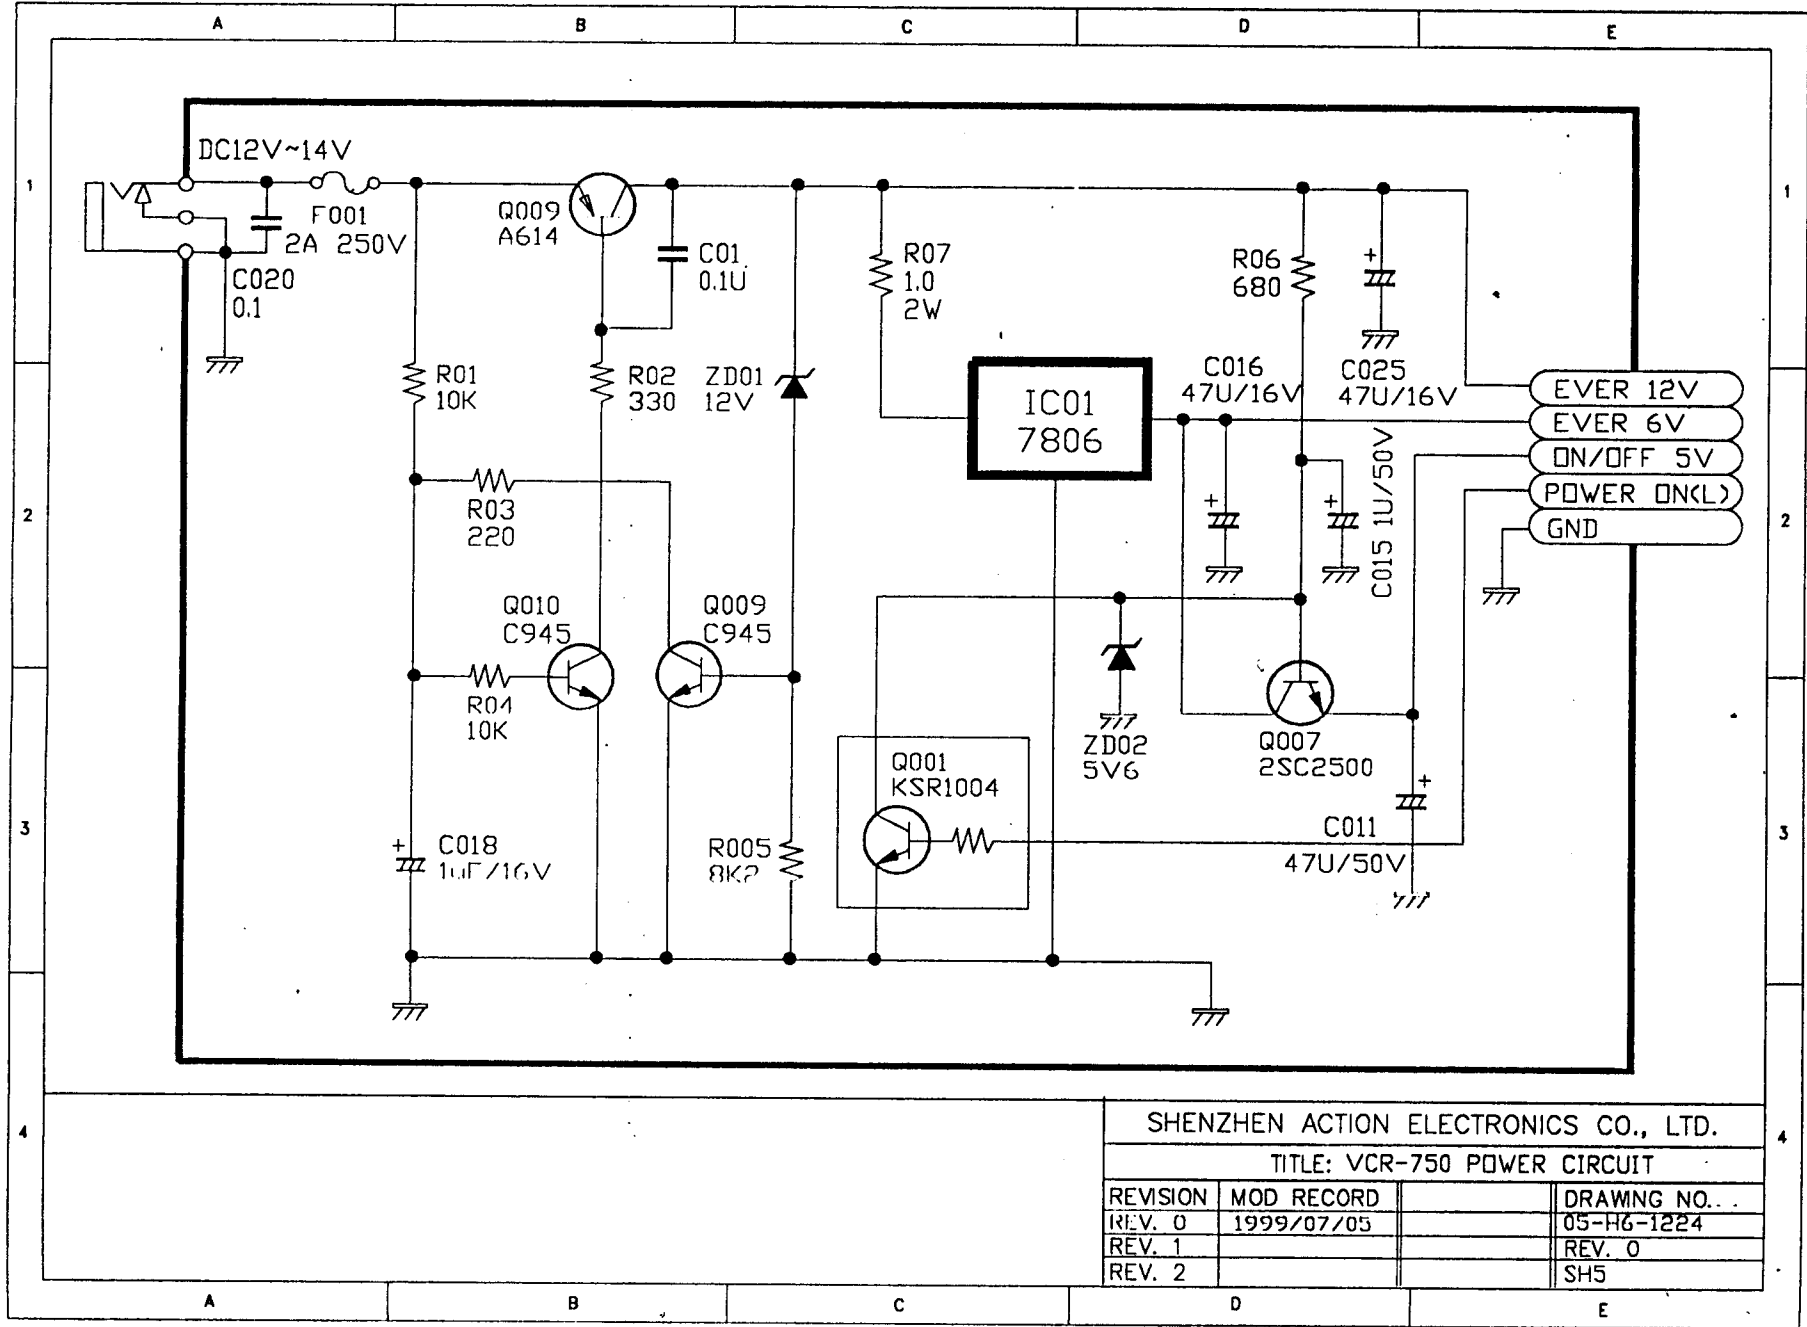 A B C D E
1
1
DC12V~14V
F001
2A 250V
C020
0.1
Q009
A614
C01
0.1U
R07
1.0
2W
R06
680
+
R01
10K
R02
330
ZD01
12V
IC01
7806
C016
47U/16V
C025
47U/16V
EVER 12V
EVER 6V
ON/OFF 5V
POWER ON(L)
GND
2
2
R03
220
+
+
C015 1U/50V
Q010
C945
Q009
C945
R04
10K
ZD02
5V6
Q007
2SC2500
Q001
KSR1004
3
3
+
C018
1uF/16V
R005
8K2
+
C011
47U/50V
4
4
SHENZHEN ACTION ELECTRONICS CO., LTD.
TITLE: VCR-750 POWER CIRCUIT
REVISION MOD RECORD DRAWING NO.
REV. 0 1999/07/05 05-H6-1224
REV. 1 REV. 0
REV. 2 SH5
A B C D E